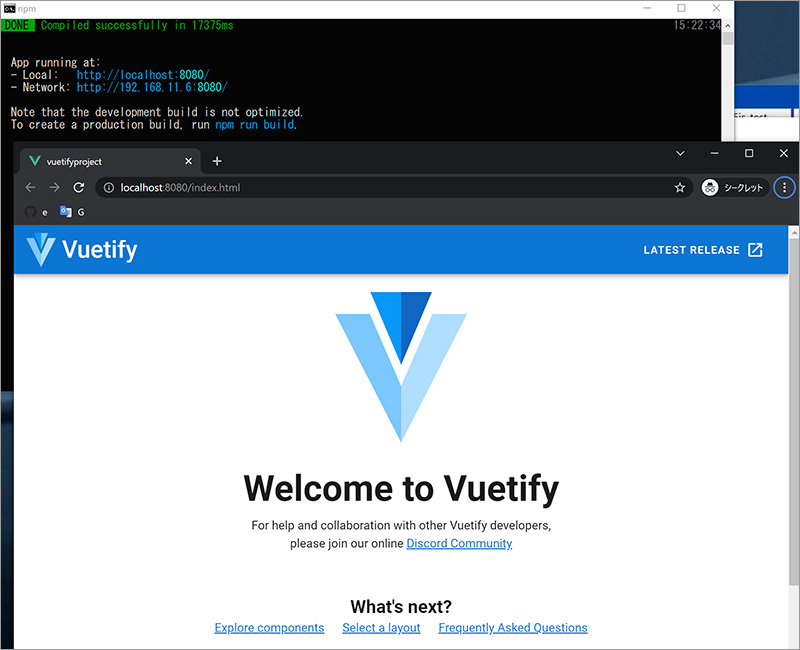 npm
DONE Compiled successfully in 17375ms 15:22:34
App running at:
- Local: http://localhost:8080/
- Network: http://192.168.11.6:8080/
Note that the development build is not optimized.
To create a production build, run npm run build.
vuetifyproject
localhost:8080/index.html
シークレット
e G
Vuetify
LATEST RELEASE
Welcome to Vuetify
For help and collaboration with other Vuetify developers,
please join our online Discord Community
What's next?
Explore components Select a layout Frequently Asked Questions